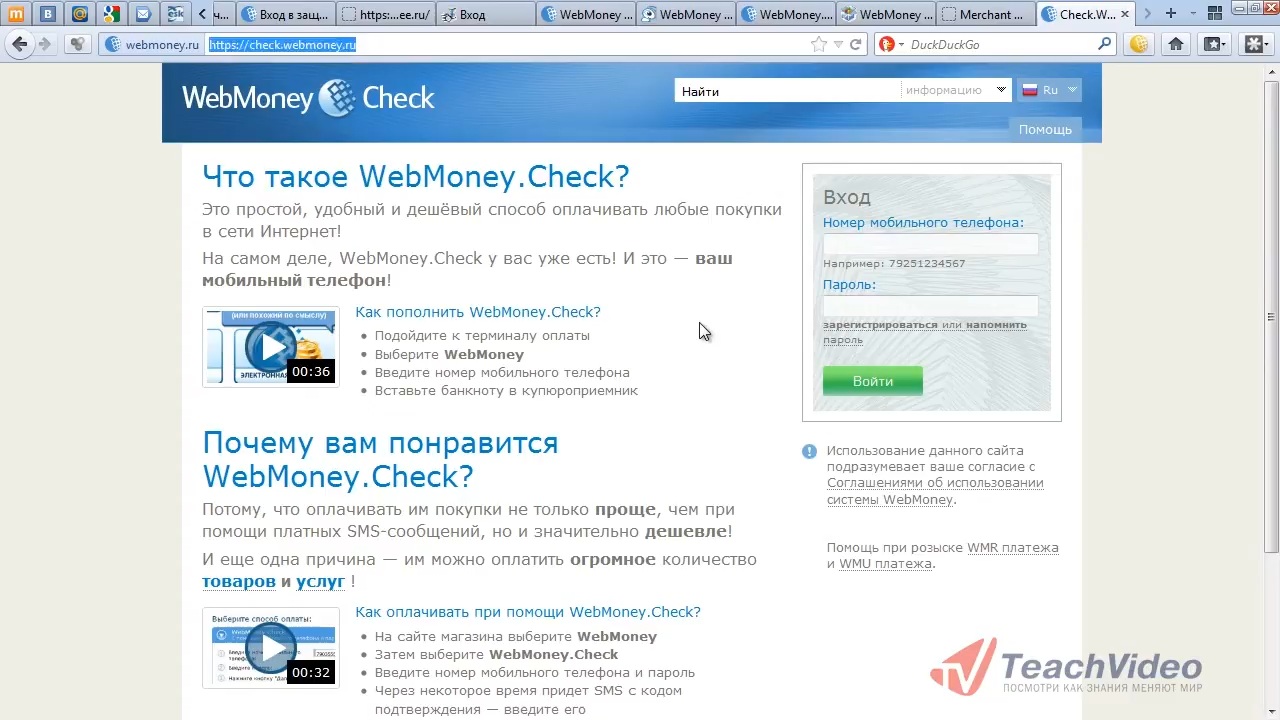 esk
ч...
Вход в защ...
https:...ee.ru/
Вход
WebMoney ...
WebMoney ...
WebMoney...
WebMoney ...
Merchant ...
Check.W...
webmoney.ru
https://check.webmoney.ru
DuckDuckGo
WebMoney Check
Найти
информацию
Ru
Помощь
Что такое WebMoney.Check?
Это простой, удобный и дешёвый способ оплачивать любые покупки
в сети Интернет!
На самом деле, WebMoney.Check у вас уже есть! И это — ваш
мобильный телефон!
(ИЛИ ПОХОЖИЙ ПО СМЫСЛУ)
00:36
Как пополнить WebMoney.Check?
Подойдите к терминалу оплаты
Выберите WebMoney
Введите номер мобильного телефона
Вставьте банкноту в купюроприемник
Почему вам понравится
WebMoney.Check?
Потому, что оплачивать им покупки не только проще, чем при
помощи платных SMS-сообщений, но и значительно дешевле!
И еще одна причина — им можно оплатить огромное количество
товаров и услуг !
Выберите способ оплаты:
00:32
Как оплачивать при помощи WebMoney.Check?
На сайте магазина выберите WebMoney
Затем выберите WebMoney.Check
Введите номер мобильного телефона и пароль
Через некоторое время придет SMS с кодом
подтверждения — введите его
Вход
Номер мобильного телефона:
Например: 79251234567
Пароль:
зарегистрироваться или напомнить
пароль
Войти
Использование данного сайта
подразумевает ваше согласие с
Соглашениями об использовании
системы WebMoney.
Помощь при розыске WMR платежа
и WMU платежа.
TeachVideo
ПОСМОТРИ КАК ЗНАНИЯ МЕНЯЮТ МИР